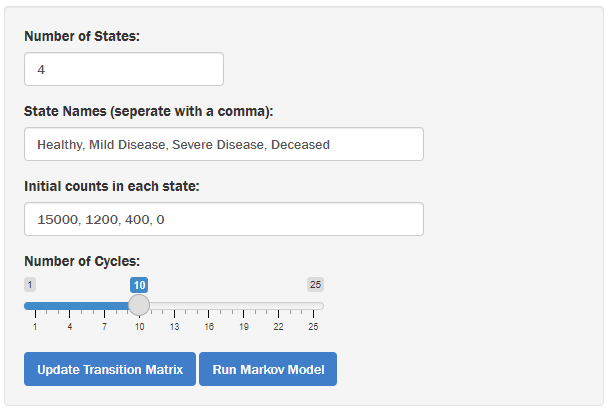 Number of States:
4
State Names (seperate with a comma):
Healthy, Mild Disease, Severe Disease, Deceased
Initial counts in each state:
15000, 1200, 400, 0
Number of Cycles:
1 10 25
1 4 7 10 13 16 19 22 25
Update Transition Matrix Run Markov Model